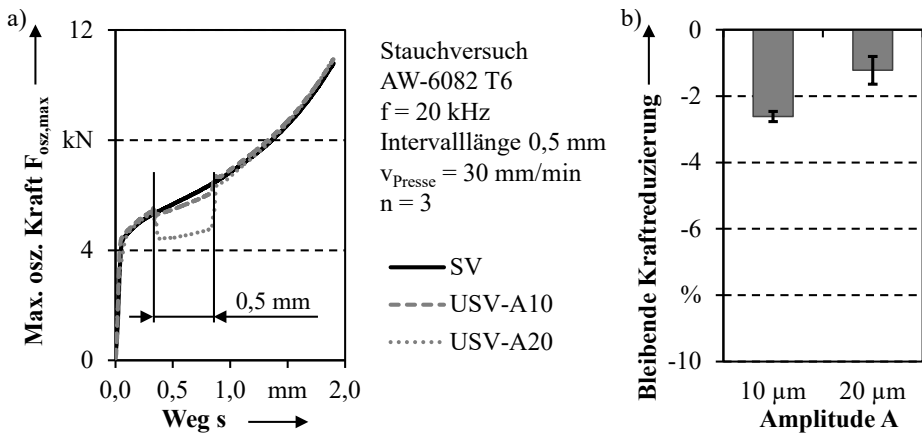 a)
Max. osz. Kraft F_osz,max
12
kN
4
0
0,0 0,5 1,0 mm 2,0
Weg s
0,5 mm
Stauchversuch
AW-6082 T6
f = 20 kHz
Intervalllänge 0,5 mm
v_Presse = 30 mm/min
n = 3
SV
USV-A10
USV-A20
b)
Bleibende Kraftreduzierung
0
-2
-4
-6
%
-10
10 µm 20 µm
Amplitude A